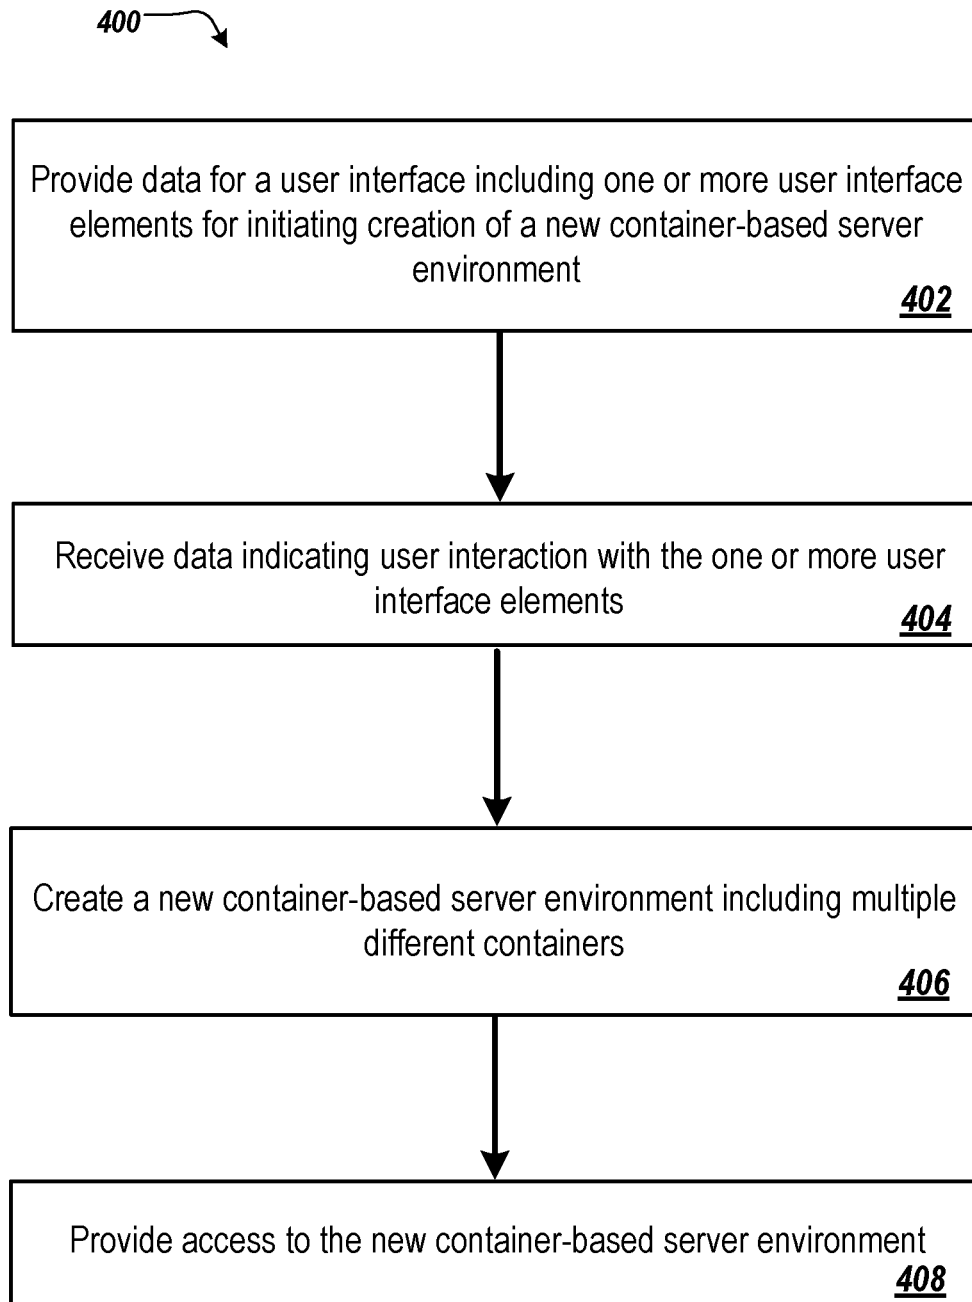 400
Provide data for a user interface including one or more user interface
elements for initiating creation of a new container-based server
environment
402
Receive data indicating user interaction with the one or more user
interface elements
404
Create a new container-based server environment including multiple
different containers
406
Provide access to the new container-based server environment
408